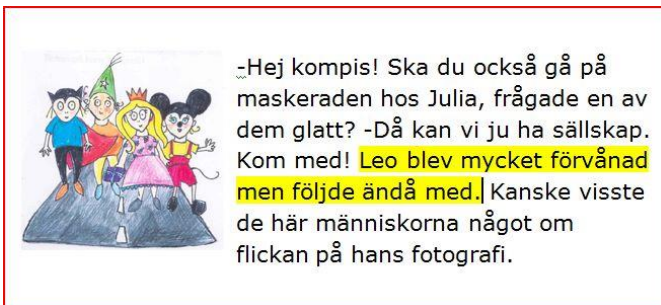 -Hej kompis! Ska du också gå på
maskeraden hos Julia, frågade en av
dem glatt? -Då kan vi ju ha sällskap.
Kom med! Leo blev mycket förvånad
men följde ändå med. Kanske visste
de här människorna något om
flickan på hans fotografi.